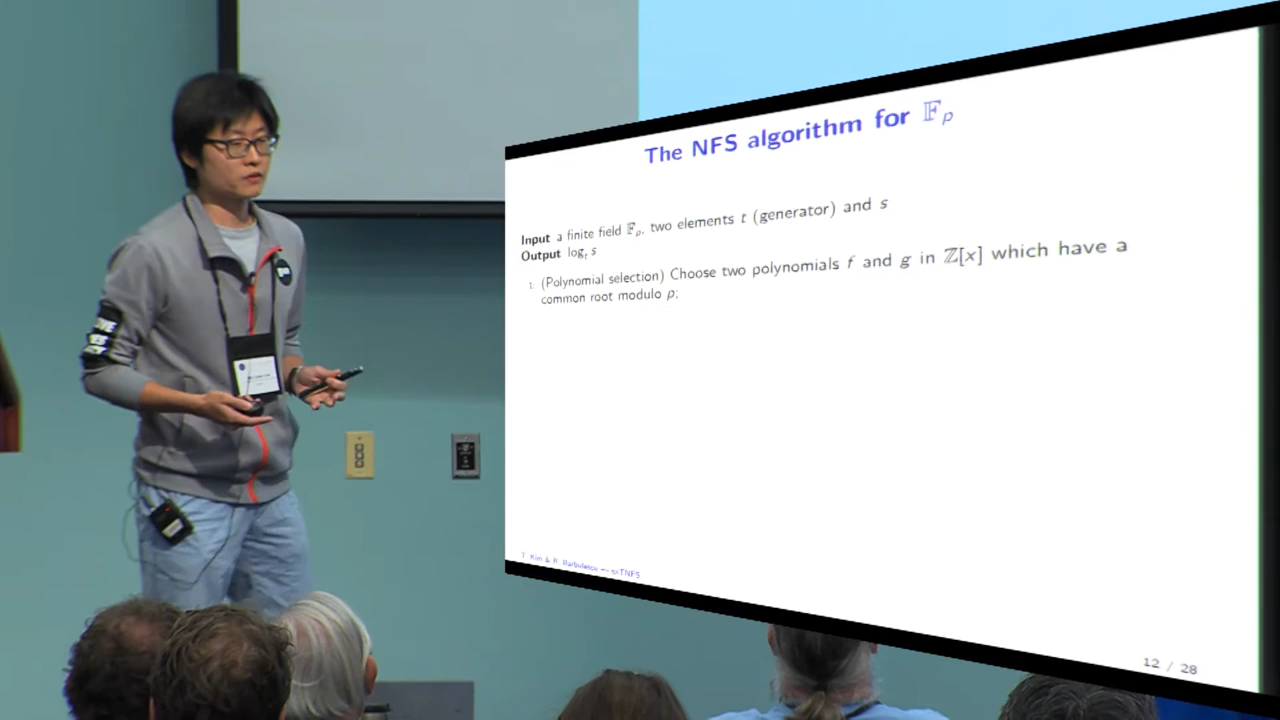 The NFS algorithm for 𝔽p
Input a finite field 𝔽p, two elements t (generator) and s
Output logt s
1. (Polynomial selection) Choose two polynomials f and g in ℤ[x] which have a
common root modulo p;
T. Kim & R. Barbulescu — exTNFS
12 / 28